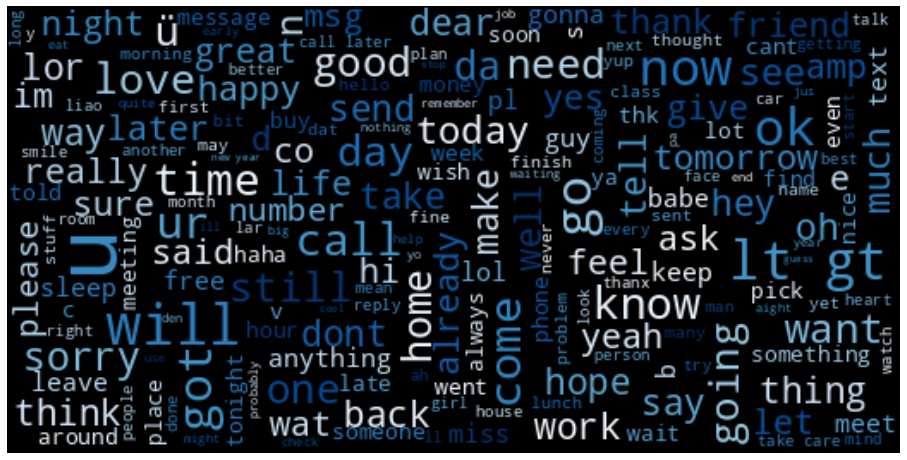 long
y
night
ü
message
n
msg
dear
gonna
job
soon
s
thank
friend
talk
eat
morning
great
call later
plan
good
da
need
next
thought
cant
getting
now
see
amp
text
lor
love
better
happy
hello
stop
money
yes
yup
class
car
jus
im
liao
quite
first
send
remember
pl
thk
give
ok
even
start
way
later
bit
d
buy
dat
nothing
today
guy
coming
lot
pa
much
smile
another
may
new year
co
day
week
finish
tomorrow
best
really
time
life
take
wish
waiting
ya
tell
face
end
find
e
told
sure
month
number
make
well
go
babe
name
hey
nice
stuff
room
ur
ill
lar
big
fine
never
sent
oh
u
meeting
said
haha
call
help
yo
hi
already
lol
every
ask
lt
year
guess
gt
please
sleep
free
still
mean
reply
home
always
phone
feel
thanx
keep
man
aight
pick
yet
heart
c
right
will
den
v
cool
come
look
know
many
want
watch
hour
dont
problem
yeah
sorry
use
got
tonight
probably
anything
ah
went
person
b
try
going
something
leave
people
place
done
one
late
girl
house
hope
thing
think
might
wat
back
lunch
say
let
meet
around
check
someone
ll
miss
work
wait
take care
mind